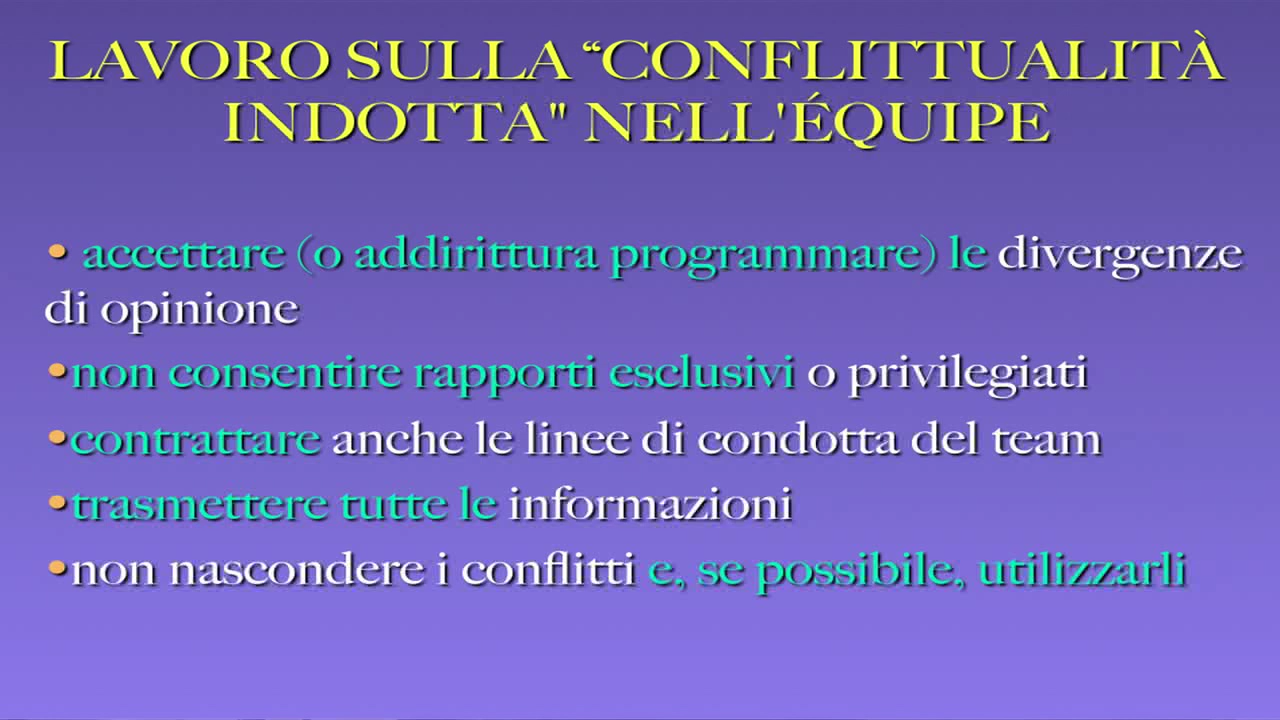 LAVORO SULLA “CONFLITTUALITÀ
INDOTTA" NELL'ÉQUIPE
• accettare (o addirittura programmare) le divergenze
di opinione
•non consentire rapporti esclusivi o privilegiati
•contrattare anche le linee di condotta del team
•trasmettere tutte le informazioni
•non nascondere i conflitti e, se possibile, utilizzarli